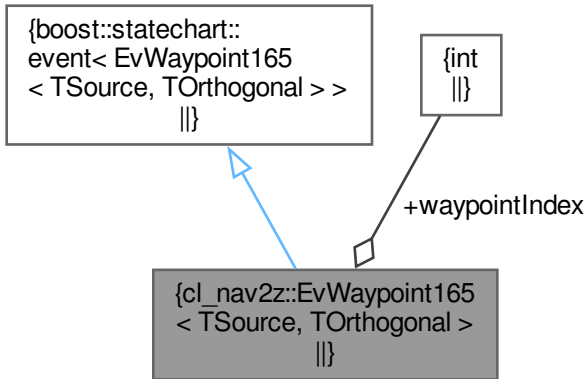 {boost::statechart::
event< EvWaypoint165
< TSource, TOrthogonal > >
||}
{int
||}
+waypointIndex
{cl_nav2z::EvWaypoint165
< TSource, TOrthogonal >
||}